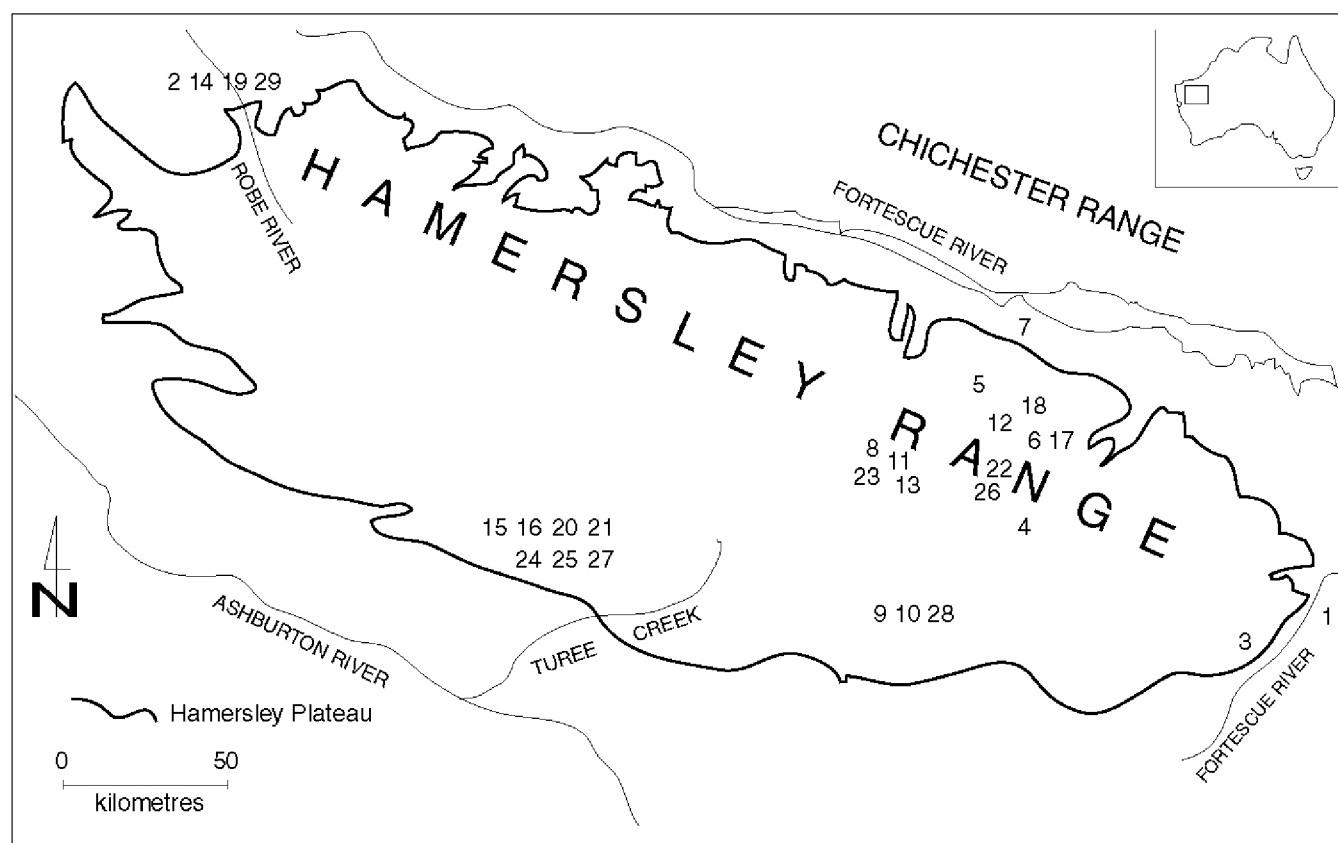 2 14 19 29
CHICHESTER RANGE
ROBE RIVER
HAMERSLEY RANGE
FORTESCUE RIVER
7
5
18
12
6 17
8
11
22
23
13
26
4
15 16 20 21
24 25 27
9 10 28
1
3
N
ASHBURTON RIVER
TUREE CREEK
FORTESCUE RIVER
Hamersley Plateau
0 50
kilometres